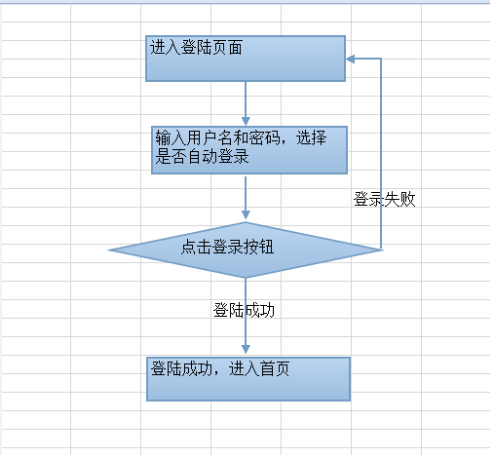 进入登陆页面
输入用户名和密码，选择
是否自动登录
登录失败
点击登录按钮
登陆成功
登陆成功，进入首页